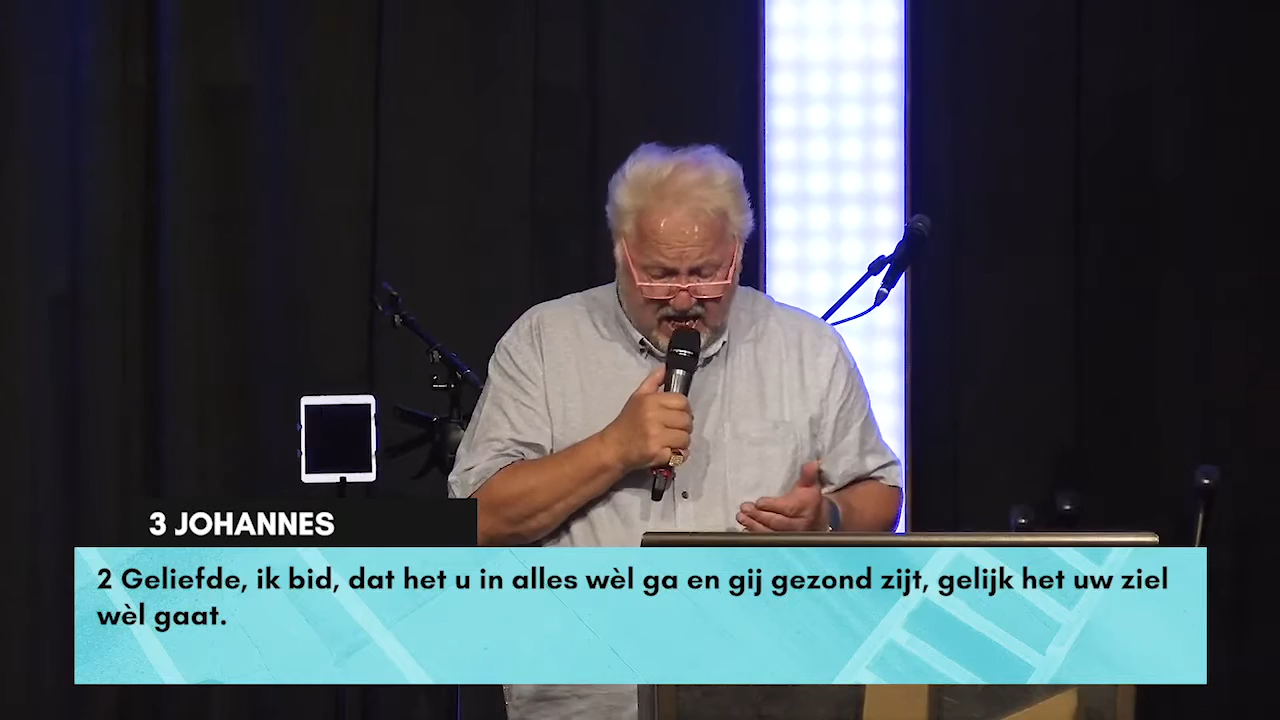 3 JOHANNES
2 Geliefde, ik bid, dat het u in alles wèl ga en gij gezond zijt, gelijk het uw ziel
wèl gaat.